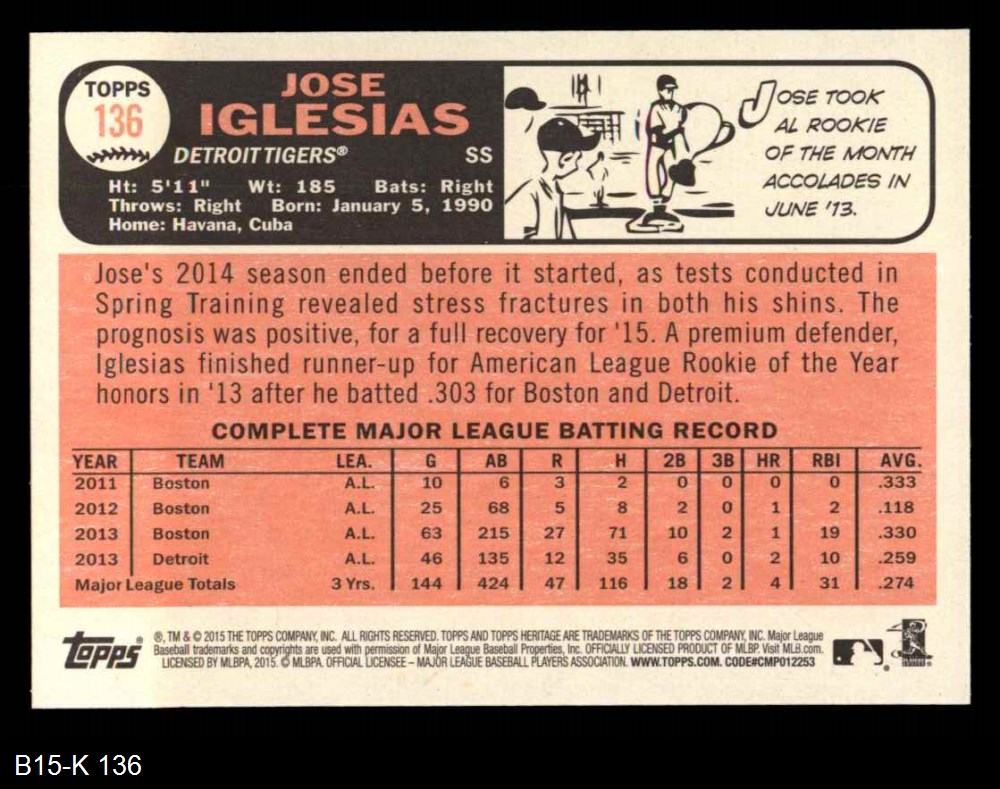 TOPPS
136
JOSE
IGLESIAS
DETROIT TIGERS® SS
Ht: 5'11" Wt: 185 Bats: Right
Throws: Right Born: January 5, 1990
Home: Havana, Cuba
JOSE TOOK
AL ROOKIE
OF THE MONTH
ACCOLADES IN
JUNE '13.
Jose's 2014 season ended before it started, as tests conducted in
Spring Training revealed stress fractures in both his shins. The
prognosis was positive, for a full recovery for '15. A premium defender,
Iglesias finished runner-up for American League Rookie of the Year
honors in '13 after he batted .303 for Boston and Detroit.
COMPLETE MAJOR LEAGUE BATTING RECORD
YEAR TEAM LEA. G AB R H 2B 3B HR RBI AVG.
2011 Boston A.L. 10 6 3 2 0 0 0 0 .333
2012 Boston A.L. 25 68 5 8 2 0 1 2 .118
2013 Boston A.L. 63 215 27 71 10 2 1 19 .330
2013 Detroit A.L. 46 135 12 35 6 0 2 10 .259
Major League Totals 3 Yrs. 144 424 47 116 18 2 4 31 .274
topps®
®, TM & © 2015 THE TOPPS COMPANY, INC. ALL RIGHTS RESERVED. TOPPS AND TOPPS HERITAGE ARE TRADEMARKS OF THE TOPPS COMPANY, INC. Major League
Baseball trademarks and copyrights are used with permission of Major League Baseball Properties, Inc. OFFICIALLY LICENSED PRODUCT OF MLBP. Visit MLB.com.
LICENSED BY MLBPA, 2015. © MLBPA. OFFICIAL LICENSEE – MAJOR LEAGUE BASEBALL PLAYERS ASSOCIATION. WWW.TOPPS.COM. CODE#CMP012253
B15-K 136